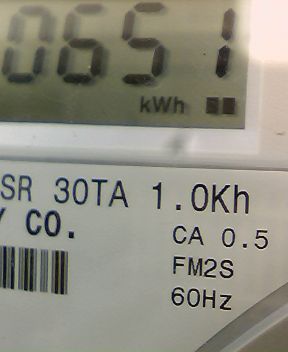 0651
kWh
SR 30TA 1.0Kh
Y CO.
CA 0.5
FM2S
60Hz